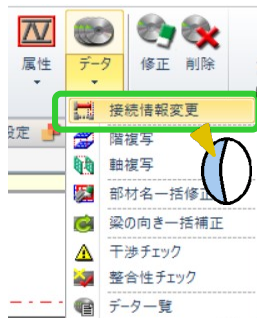 属性
データ
修正
削除
設定
接続情報変更
階複写
軸複写
部材名一括修正
梁の向き一括補正
干渉チェック
整合性チェック
データ一覧